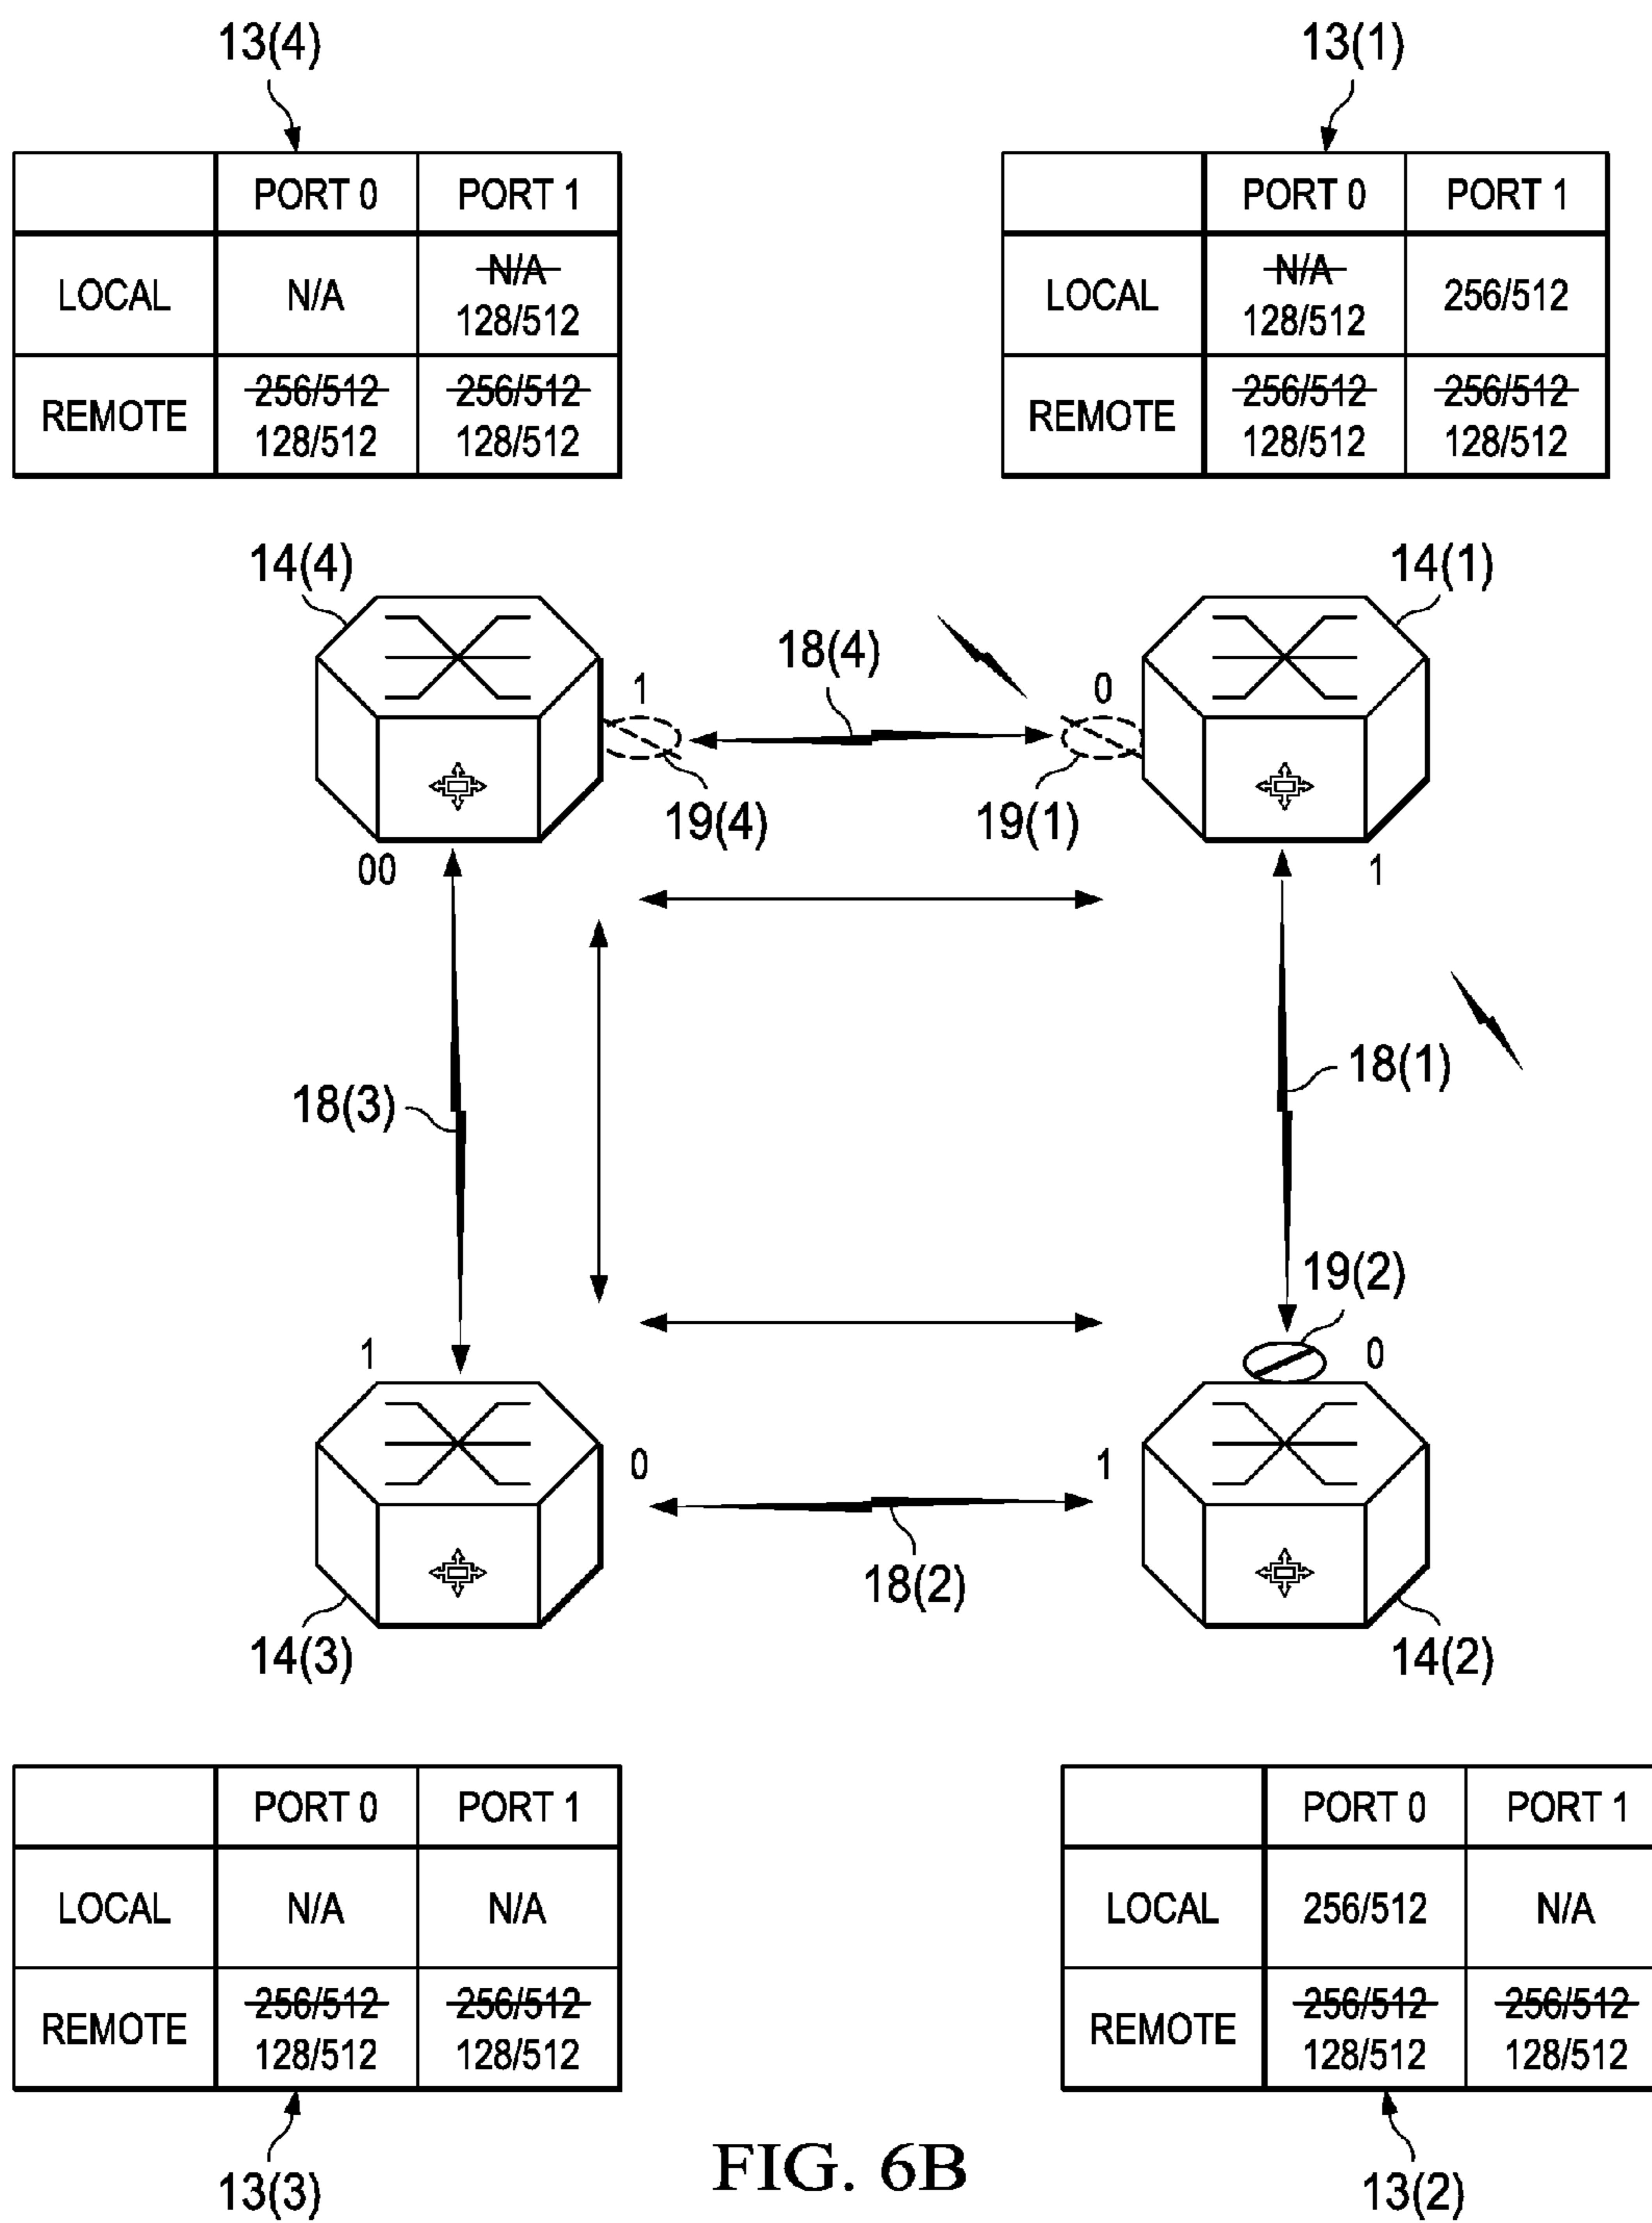 13(4)
13(1)
PORT 0 PORT 1
LOCAL N/A N/A 128/512
REMOTE 256/512 128/512 256/512 128/512
PORT 0 PORT 1
LOCAL N/A 128/512 256/512
REMOTE 256/512 128/512 256/512 128/512
14(4)
14(1)
18(4)
1
0
19(4)
19(1)
00
1
18(3)
18(1)
19(2)
1
0
0
1
18(2)
14(3)
14(2)
PORT 0 PORT 1
LOCAL N/A N/A
REMOTE 256/512 128/512 256/512 128/512
PORT 0 PORT 1
LOCAL 256/512 N/A
REMOTE 256/512 128/512 256/512 128/512
13(3)
13(2)
FIG. 6B